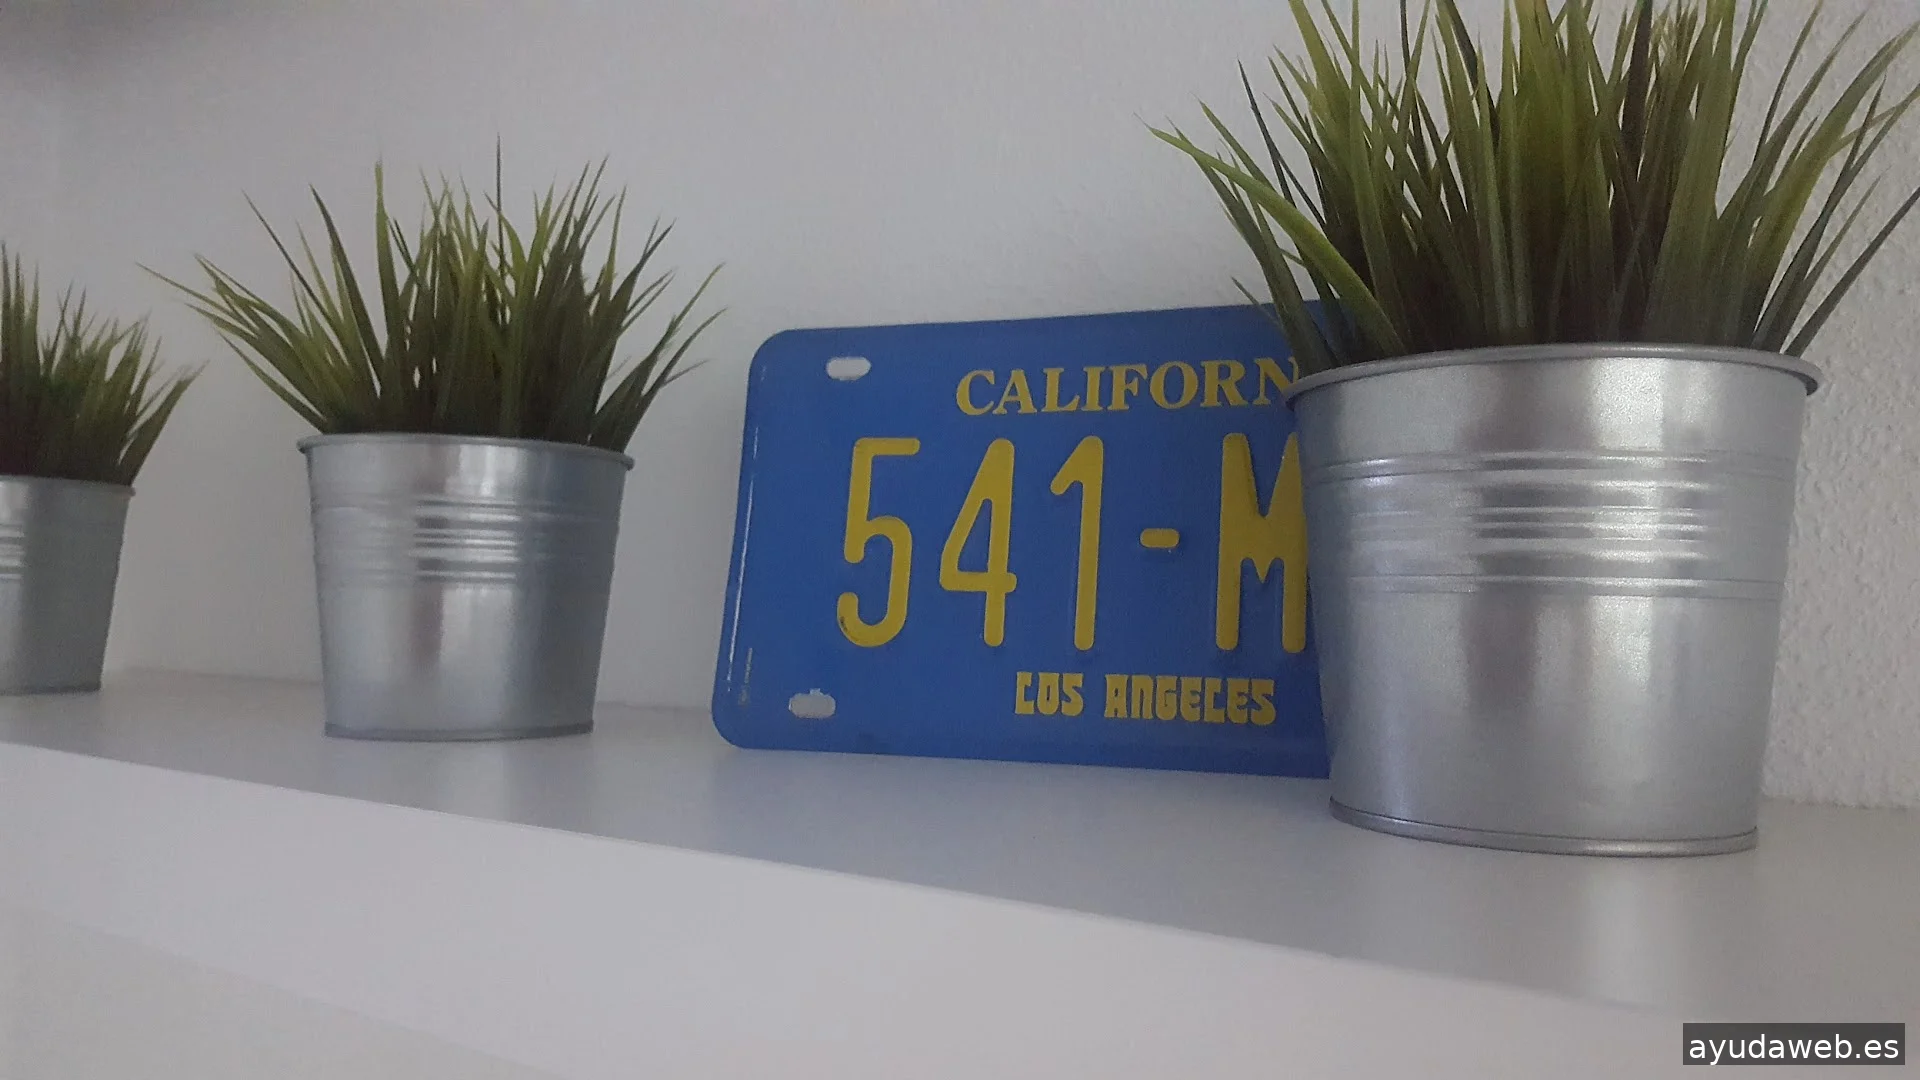 CALIFORN
541-M
LOS ANGELES
ayudaweb.es